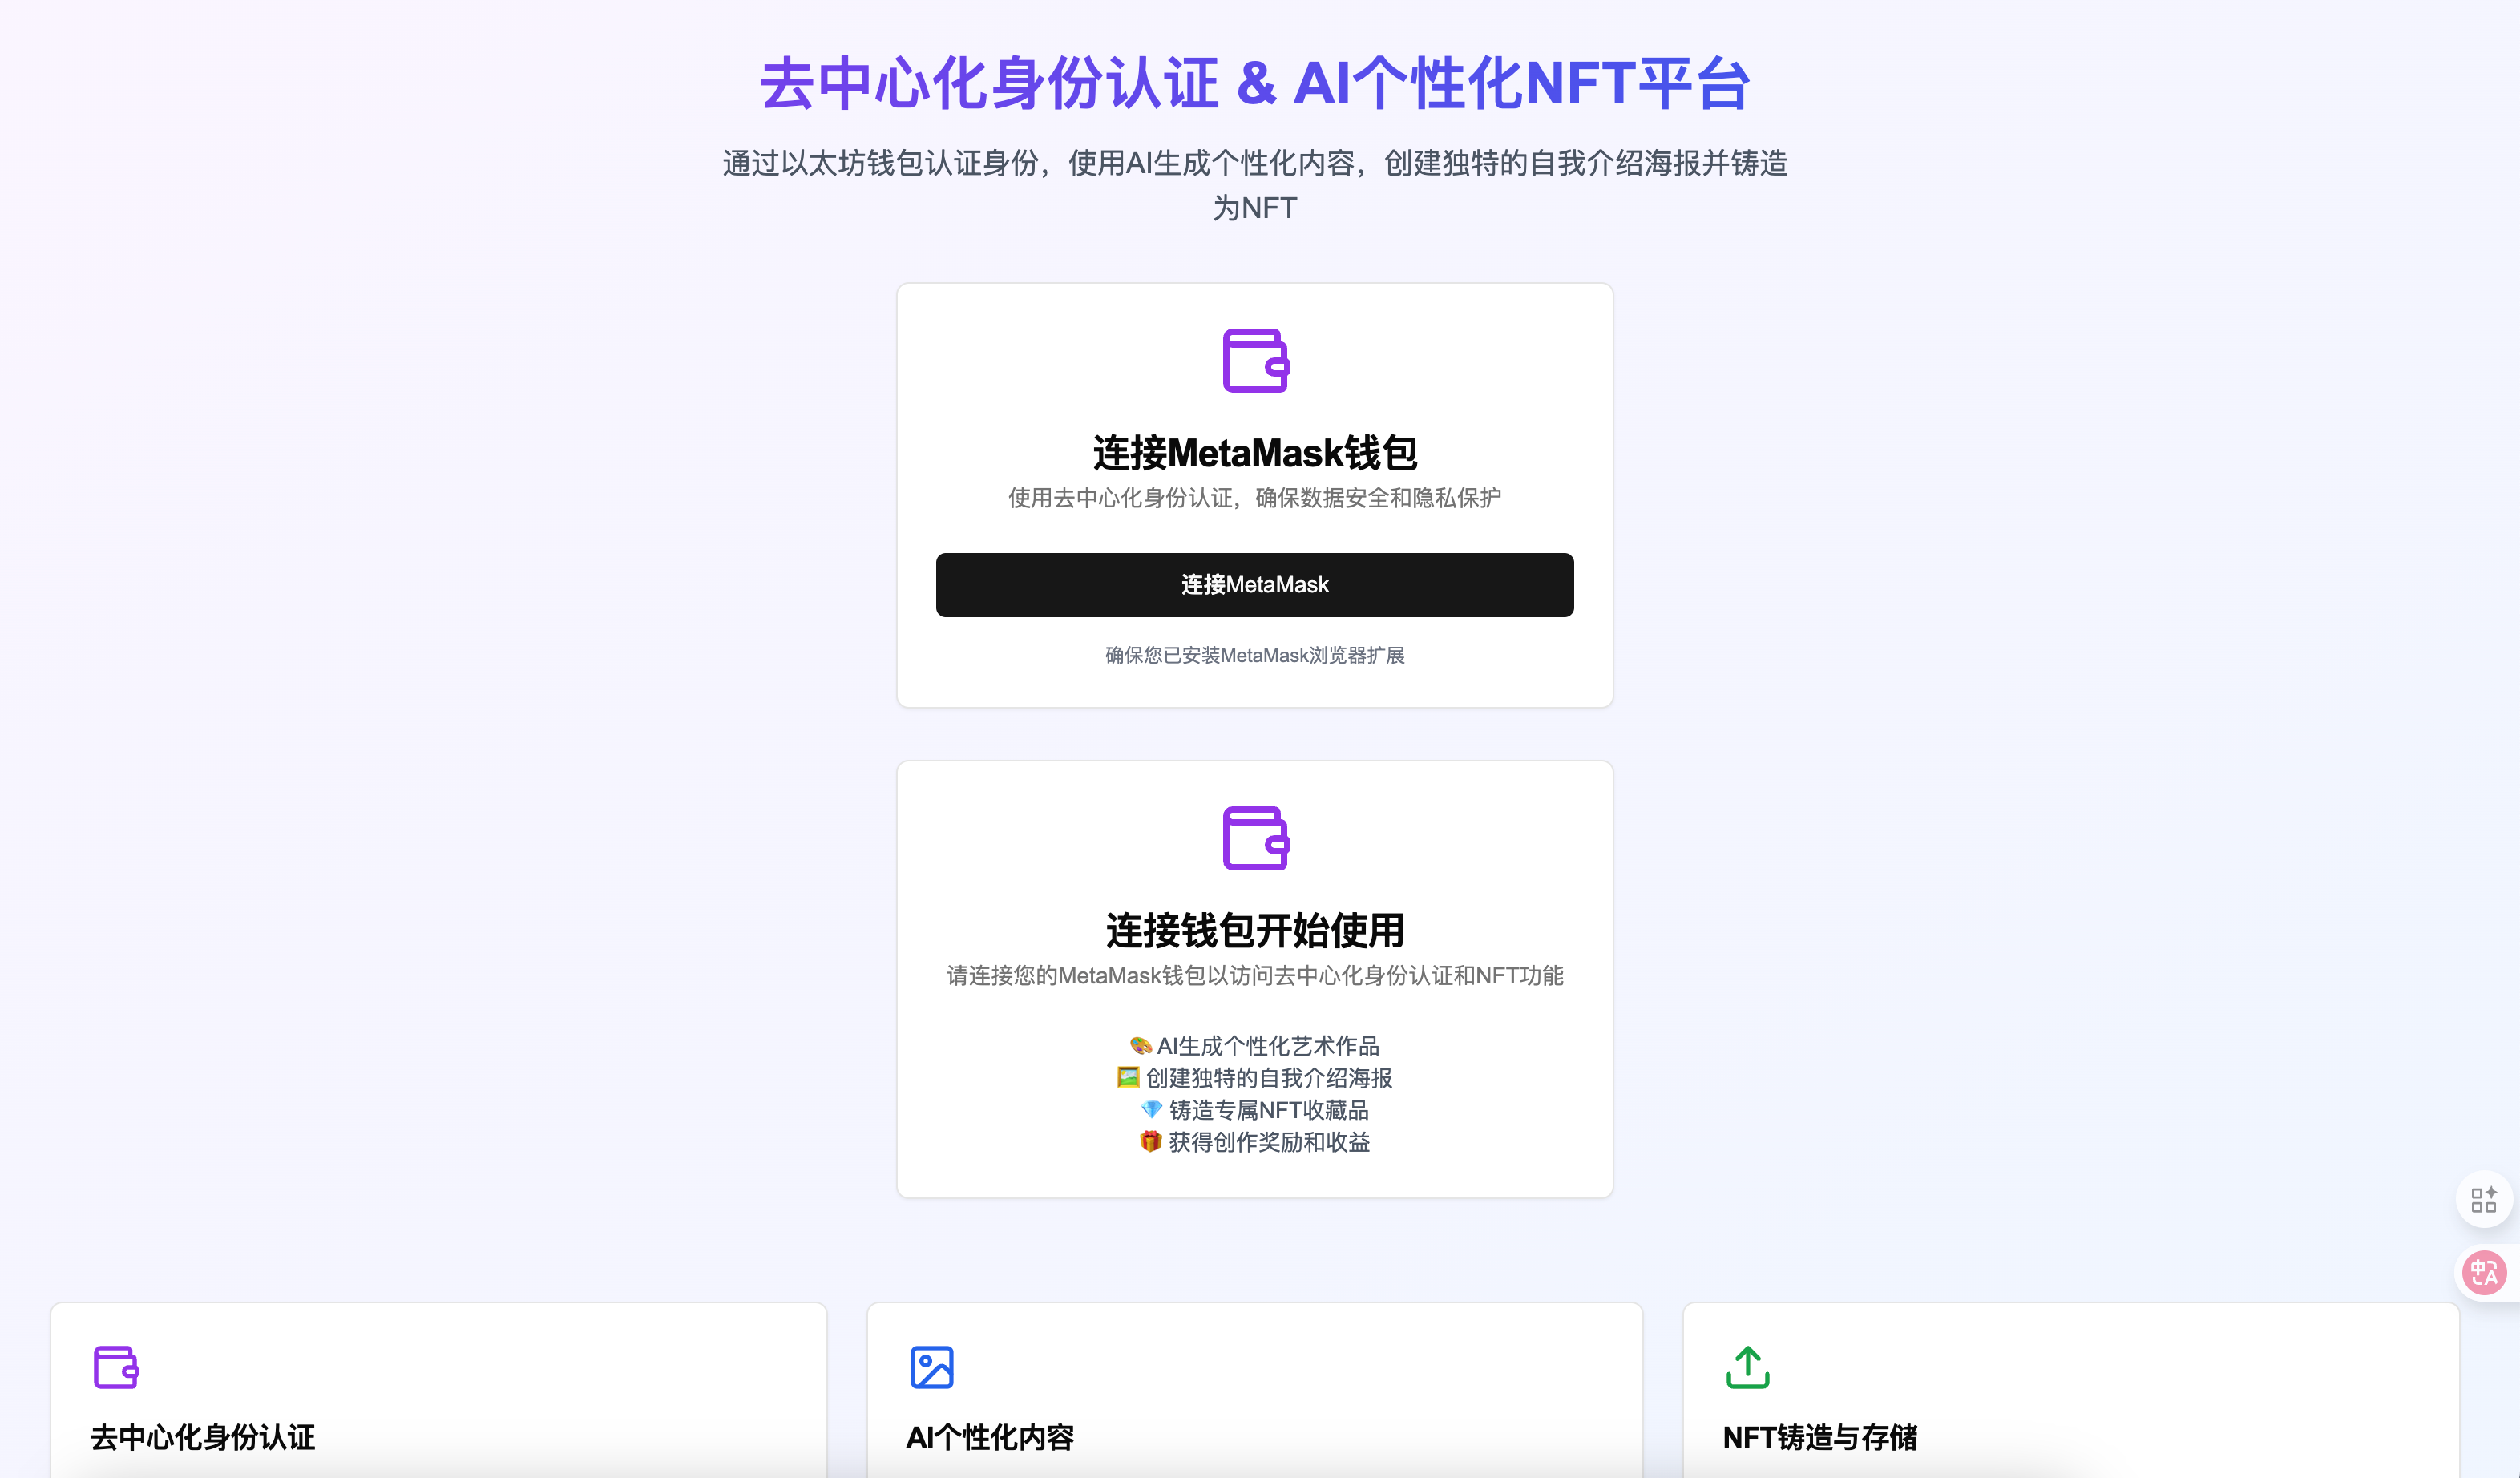 去中心化身份认证 & AI个性化NFT平台
通过以太坊钱包认证身份，使用AI生成个性化内容，创建独特的自我介绍海报并铸造
为NFT
连接MetaMask钱包
使用去中心化身份认证，确保数据安全和隐私保护
连接MetaMask
确保您已安装MetaMask浏览器扩展
连接钱包开始使用
请连接您的MetaMask钱包以访问去中心化身份认证和NFT功能
🎨 AI生成个性化艺术作品
🖼️ 创建独特的自我介绍海报
💎 铸造专属NFT收藏品
🎁 获得创作奖励和收益
中A
去中心化身份认证
AI个性化内容
NFT铸造与存储